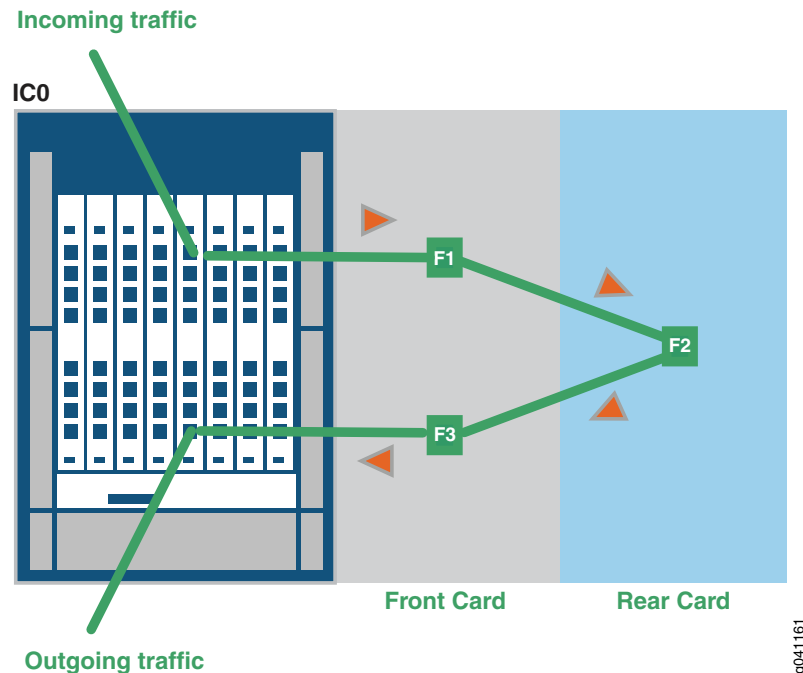 Incoming traffic
IC0
F1
F2
F3
Front Card
Rear Card
Outgoing traffic
g041161